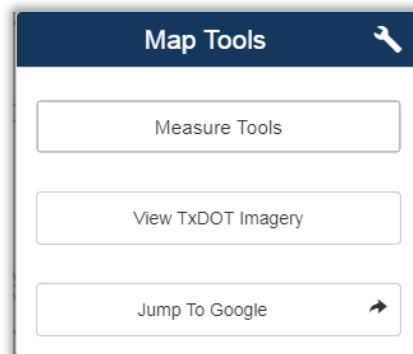 Map Tools
Measure Tools
View TxDOT Imagery
Jump To Google